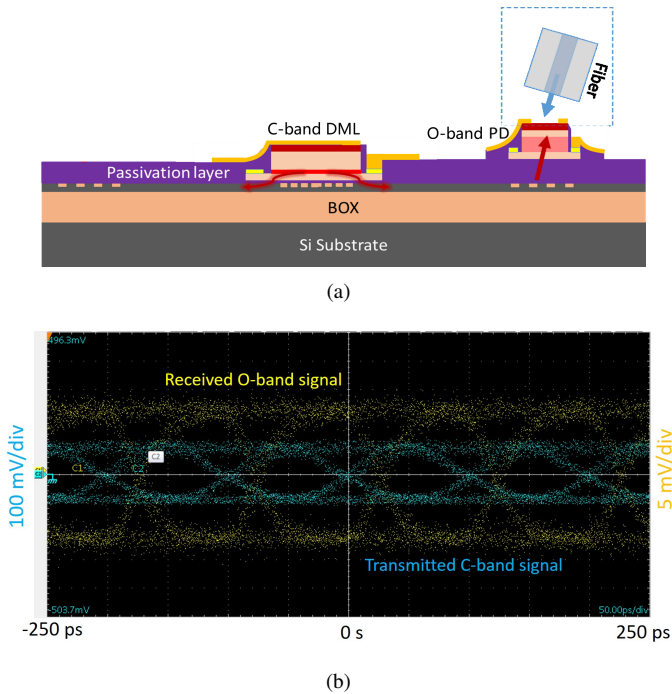 Fiber
C-band DML
O-band PD
Passivation layer
BOX
Si Substrate
(a)
496.3mV
Received O-band signal
100 mV/div
5 mV/div
C1
C2
C2
Transmitted C-band signal
-503.7mV
50.00ps/div
-250 ps
0 s
250 ps
(b)